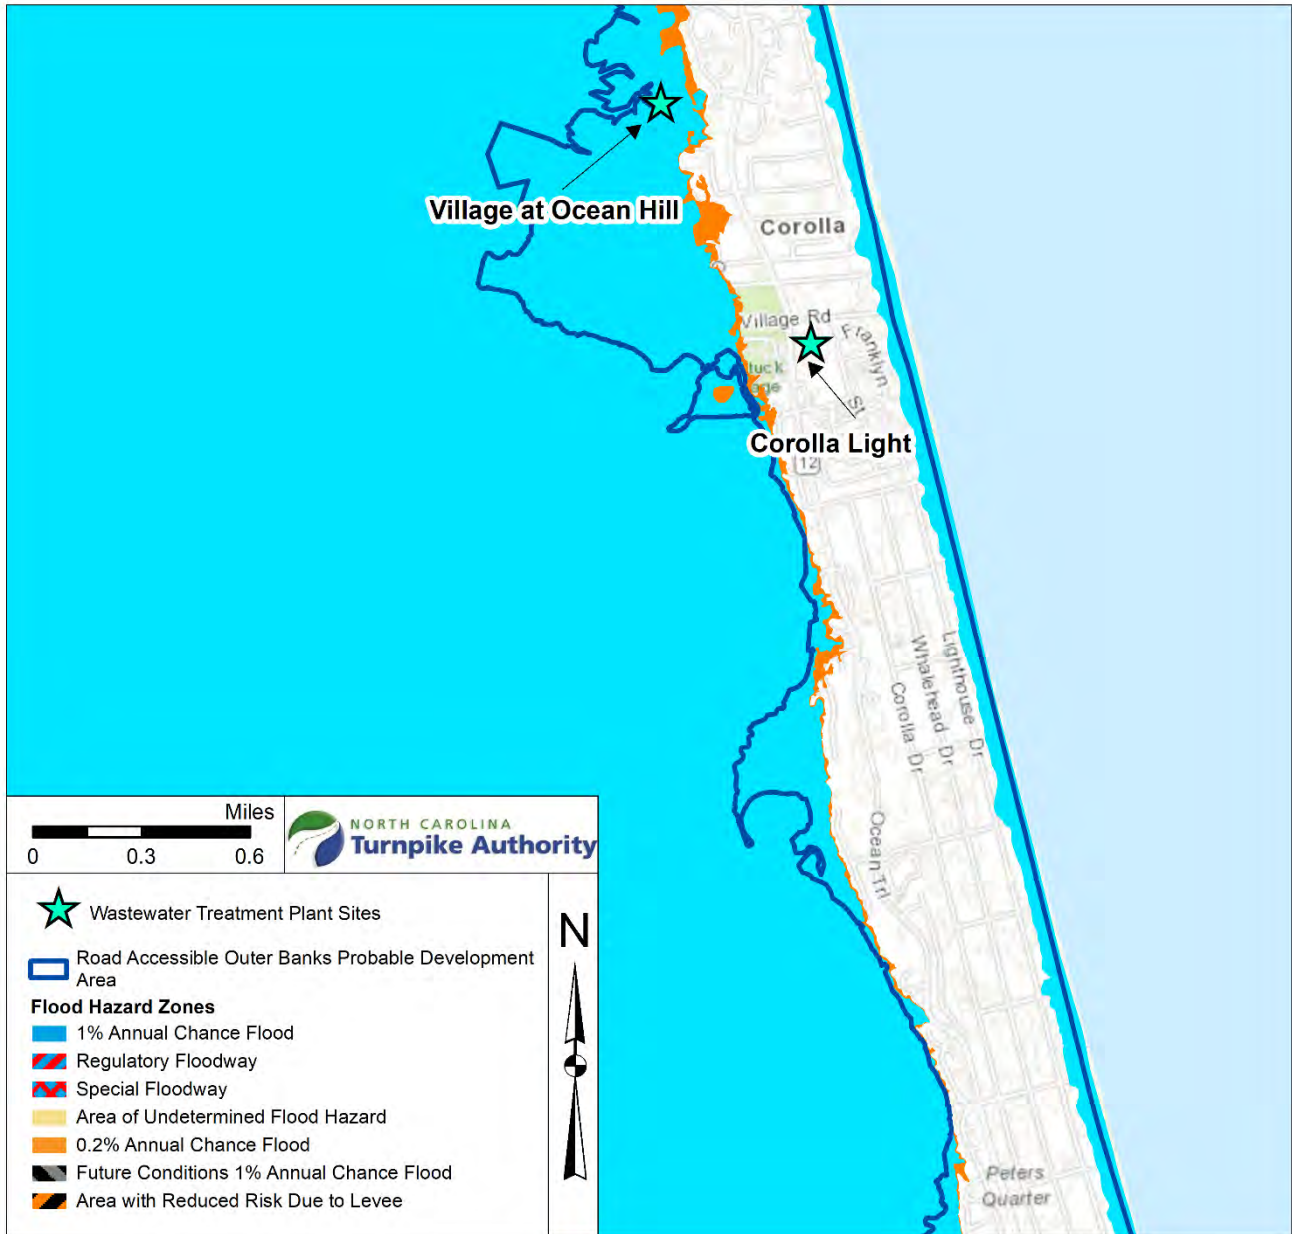 Village at Ocean Hill
Corolla
Village Rd
Franklyn
St
tuck
age
Corolla Light
12
Lighthouse Dr
Whalehead Dr
Corolla Dr
Ocean Trl
Peters
Quarter
Miles
0 0.3 0.6
NORTH CAROLINA
Turnpike Authority
Wastewater Treatment Plant Sites
Road Accessible Outer Banks Probable Development
Area
Flood Hazard Zones
1% Annual Chance Flood
Regulatory Floodway
Special Floodway
Area of Undetermined Flood Hazard
0.2% Annual Chance Flood
Future Conditions 1% Annual Chance Flood
Area with Reduced Risk Due to Levee
N